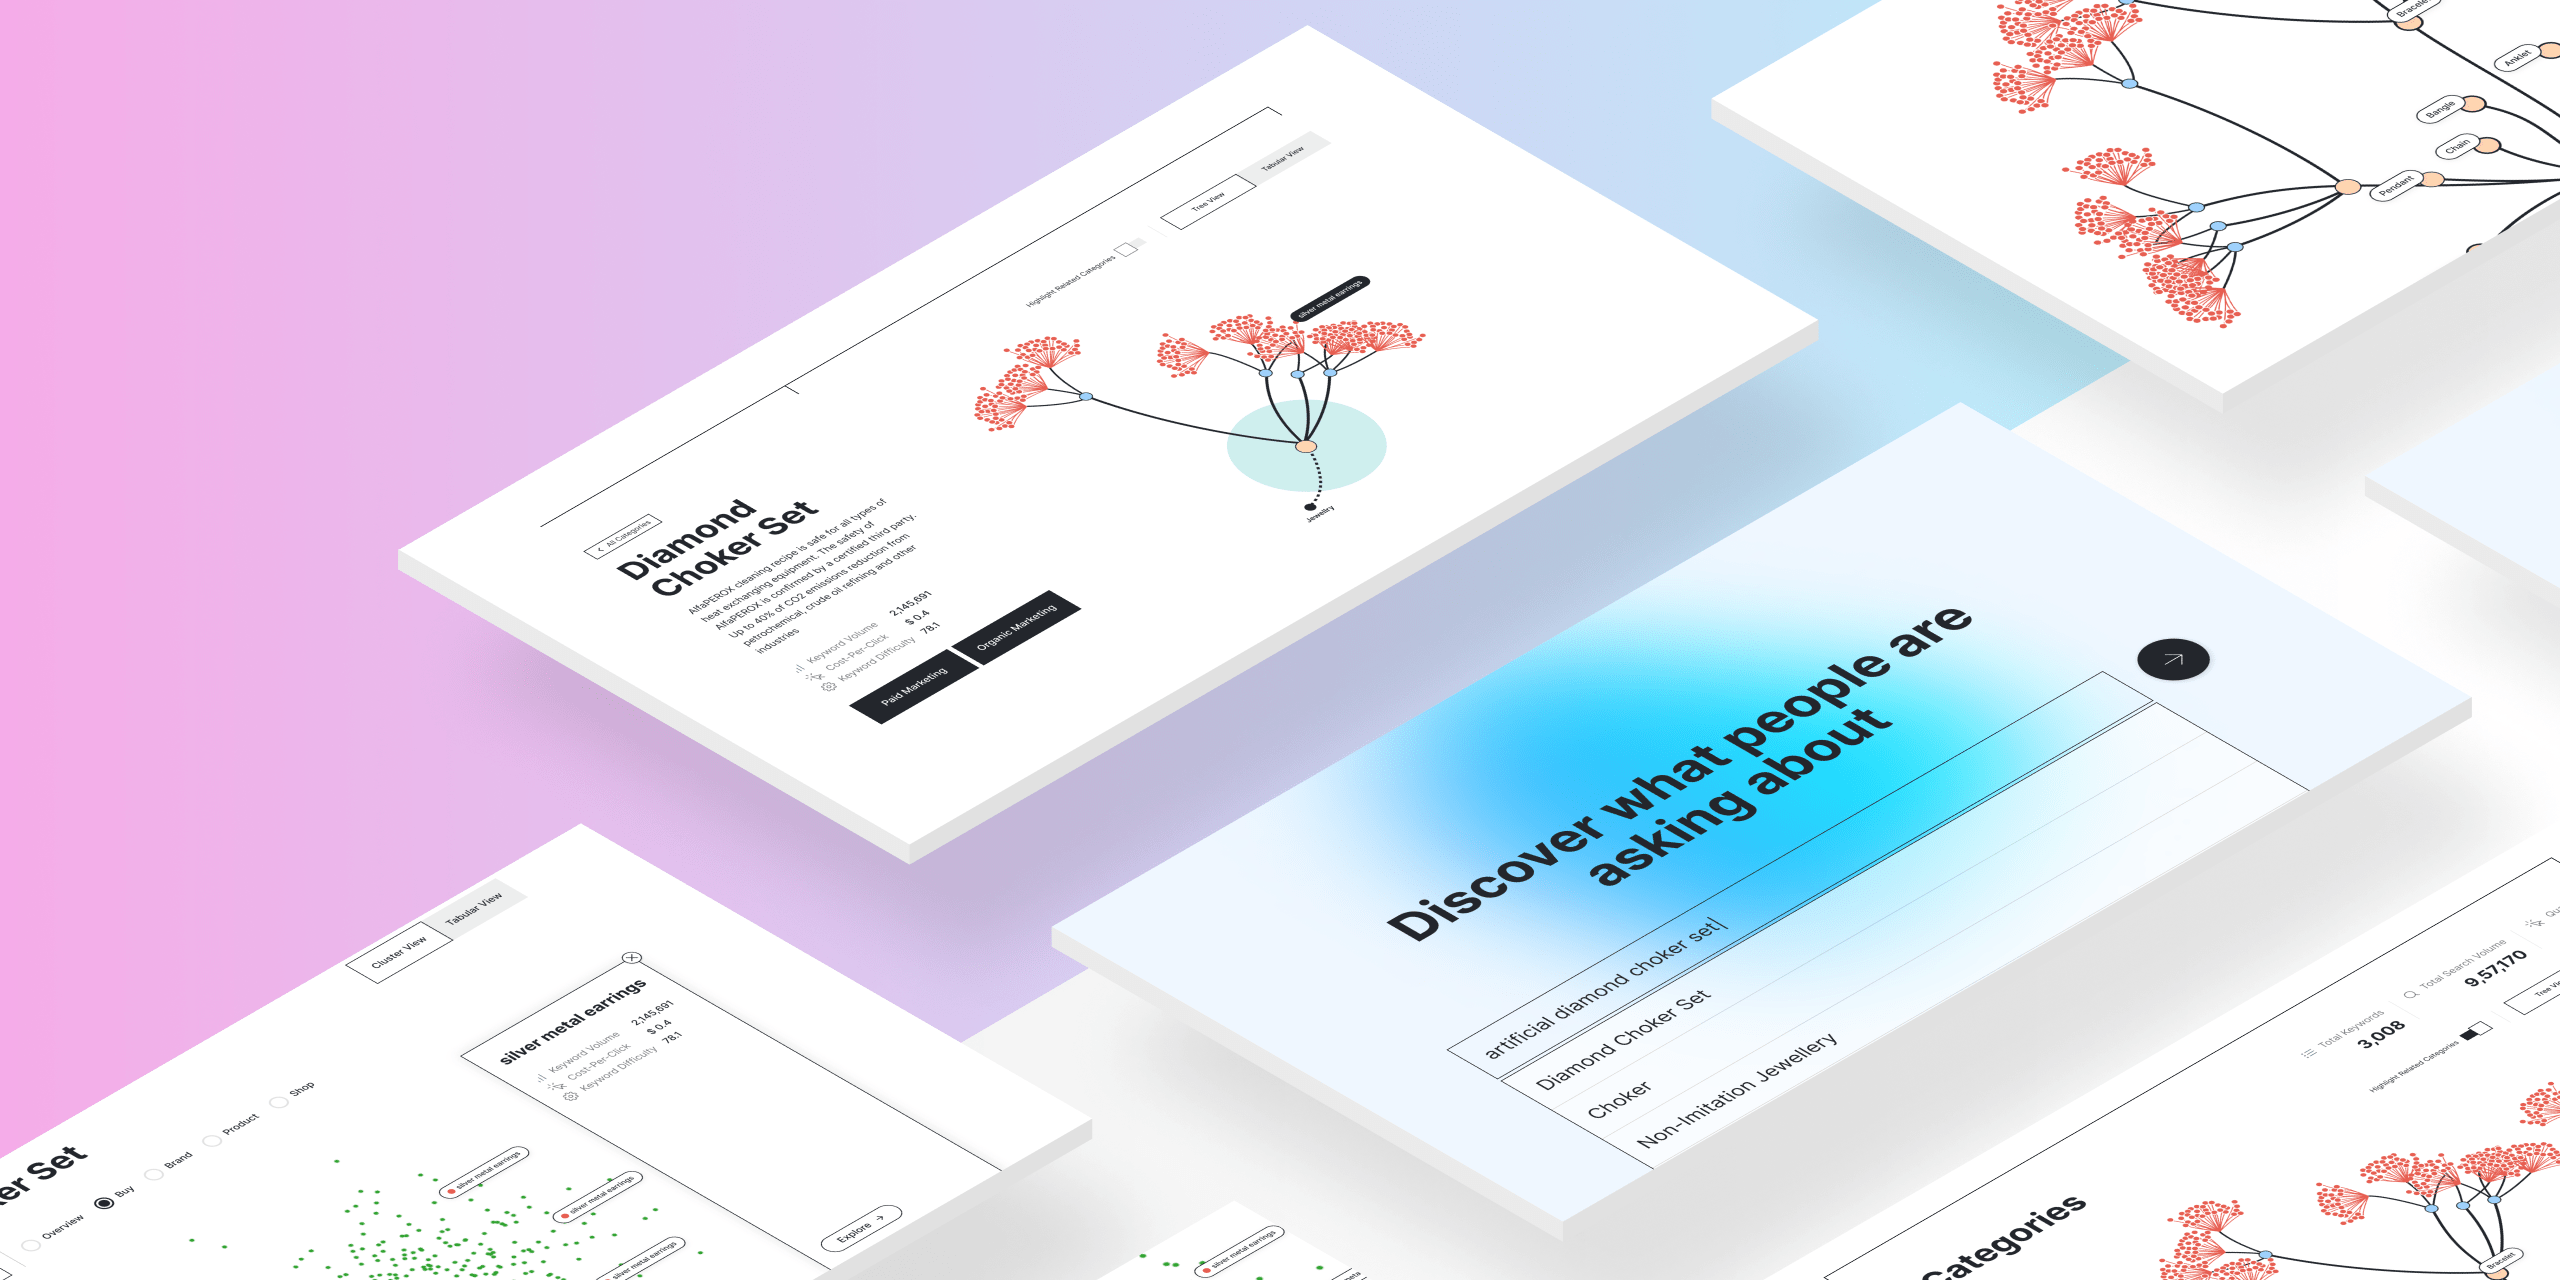 Tabular View
Tree View
Highlight Related Categories
silver metal earrings
Jewellry
All Categories
Diamond
Choker Set
AlfaPEROX cleaning recipe is safe for all types of
heat exchanging equipment. The safety of
AlfaPEROX is confirmed by a certified third party.
Up to 40% of CO2 emissions reduction from
petrochemical, crude oil refining and other
industries
Keyword Volume 2,145,691
Cost-Per-Click $ 0.4
Keyword Difficulty 78.1
Paid Marketing
Organic Marketing
Anklet
Bangle
Chain
Pendant
Discover what people are
asking about
artificial diamond choker set
Diamond Choker Set
Choker
Non-Imitation Jewellery
Cluster View
Tabular View
silver metal earrings
Keyword Volume 2,145,691
Cost-Per-Click $ 0.4
Keyword Difficulty 78.1
Explore
er Set
Overview
Buy
Brand
Product
Shop
silver metal earrings
silver metal earrings
silver metal earrings
silver metal earrings
Total Keywords
3,008
Total Search Volume
9,57,170
Highlight Related Categories
Categories
Bracelet